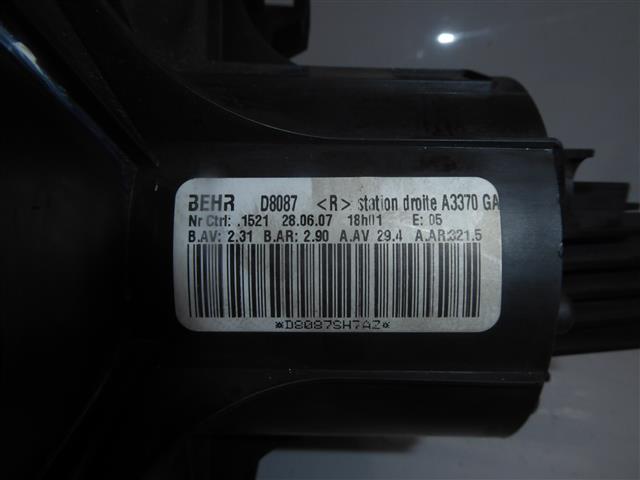 BEHR D8087 <R> station droite A3370 GA
Nr Ctrl: .1521 28.06.07 18h01 E: 05
B.AV: 2.31 B.AR: 2.90 A.AV 29.4 A.AR:321.5
*D8087SH7AZ*